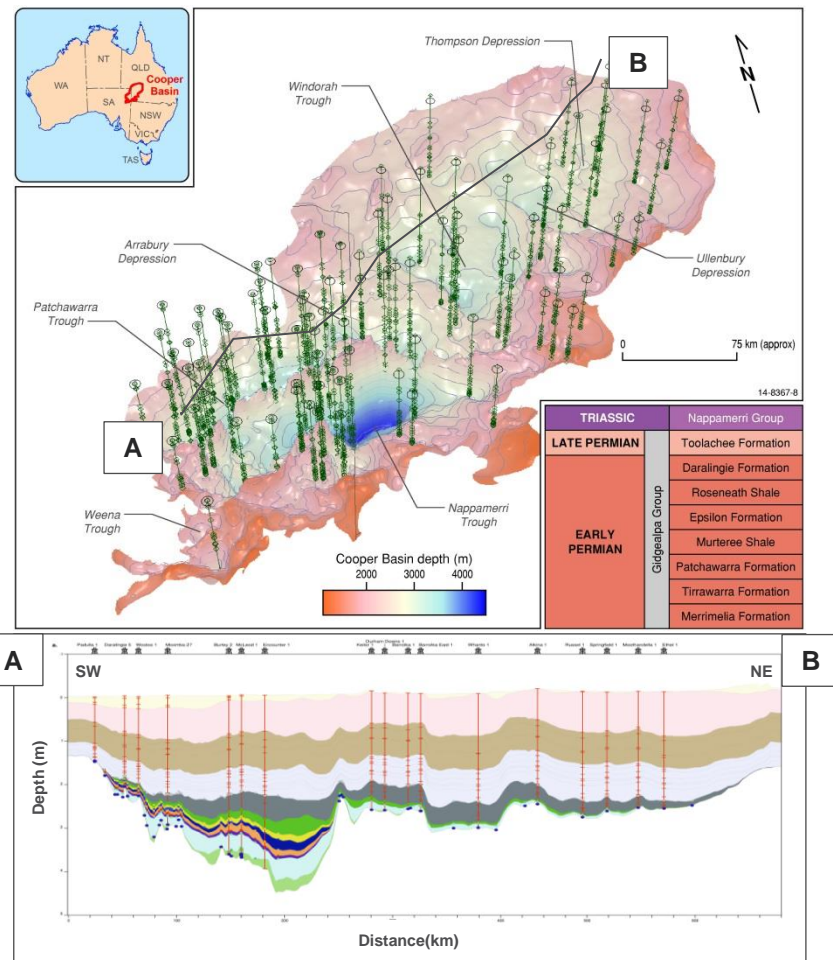 NT
QLD
WA
Cooper
Basin
SA
NSW
VIC
TAS
Thompson Depression
B
N
Windorah
Trough
Arrabury
Depression
Ullenbury
Depression
Patchawarra
Trough
0
75 km (approx)
14-8367-8
A
Weena
Trough
Nappamerri
Trough
Cooper Basin depth (m)
2000
3000
4000
TRIASSIC
Nappamerri Group
LATE PERMIAN
Toolachee Formation
EARLY
PERMIAN
Gidgealpa Group
Daralingie Formation
Roseneath Shale
Epsilon Formation
Murteree Shale
Patchawarra Formation
Tirrawarra Formation
Merrimelia Formation
A
B
SW
NE
Depth (m)
Distance(km)